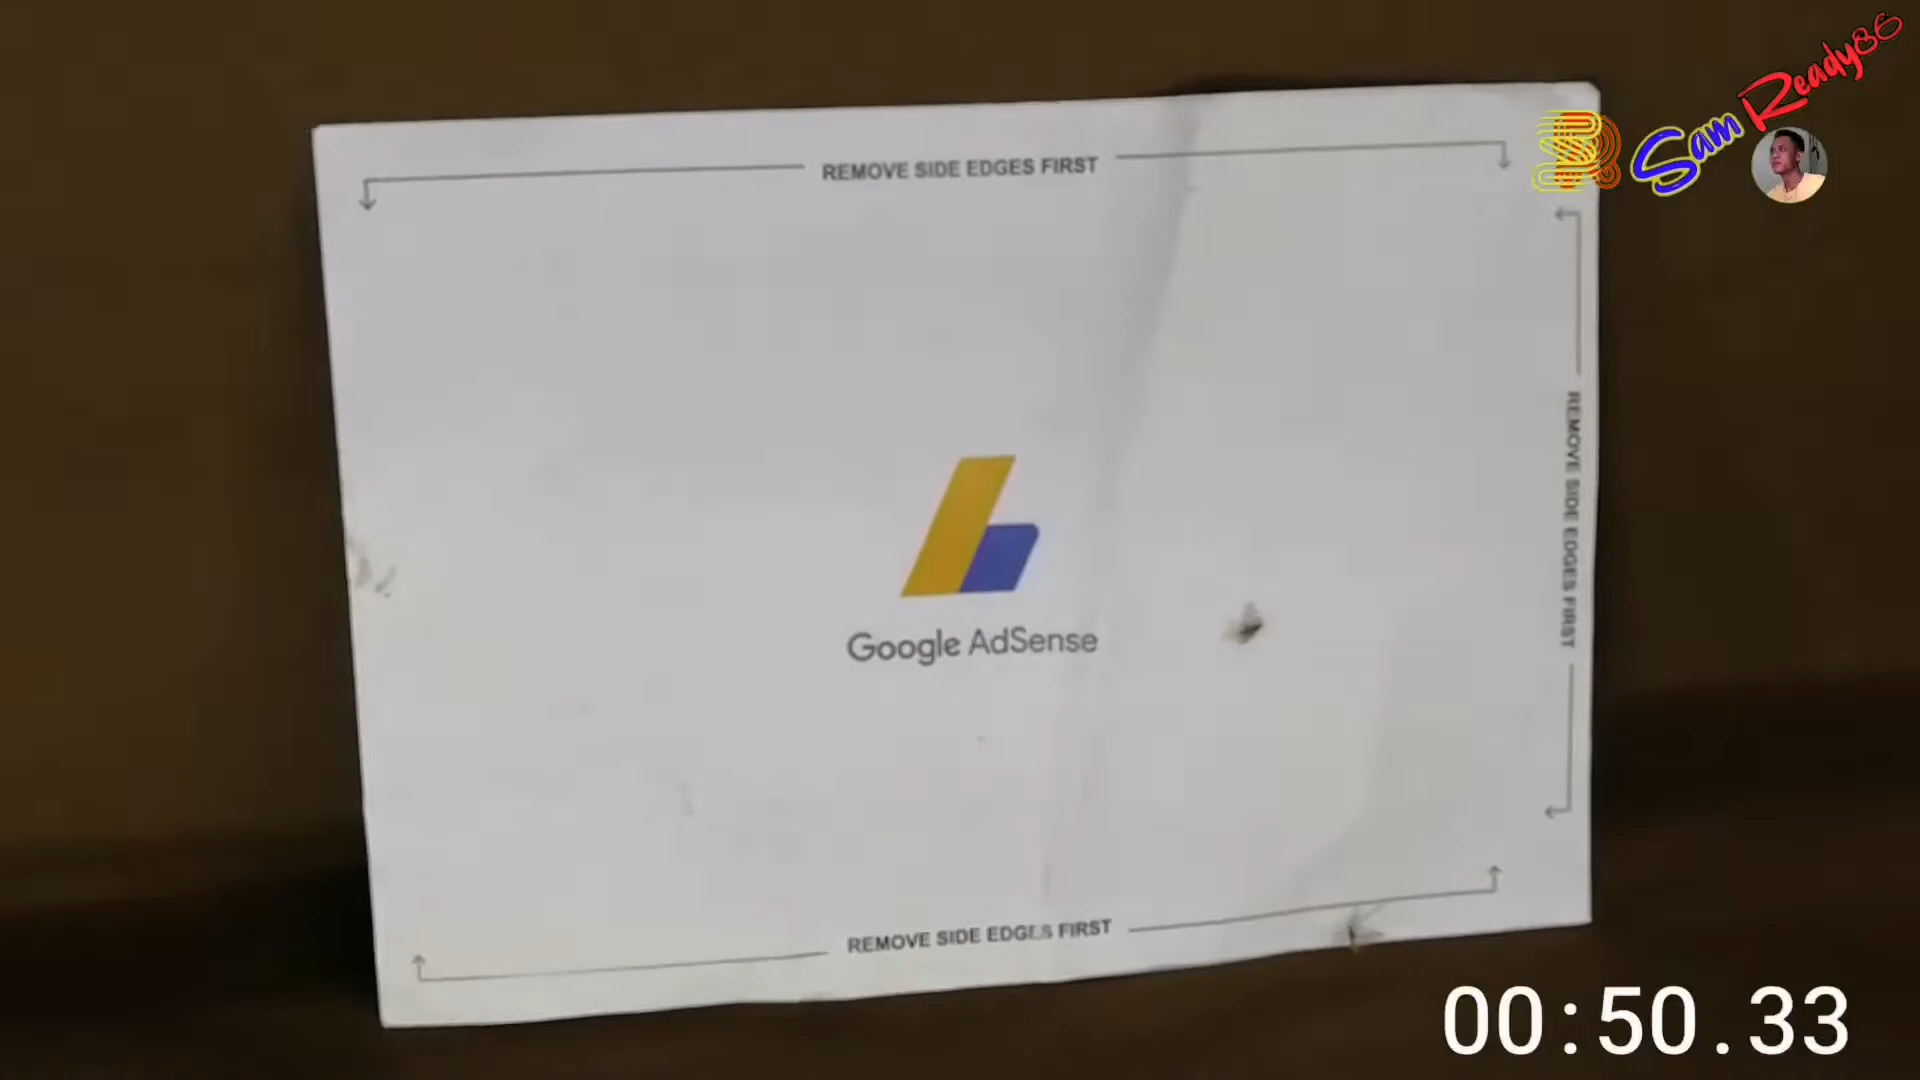 Sam Ready86
REMOVE SIDE EDGES FIRST
REMOVE SIDE EDGES FIRST
Google AdSense
REMOVE SIDE EDGES FIRST
00:50.33